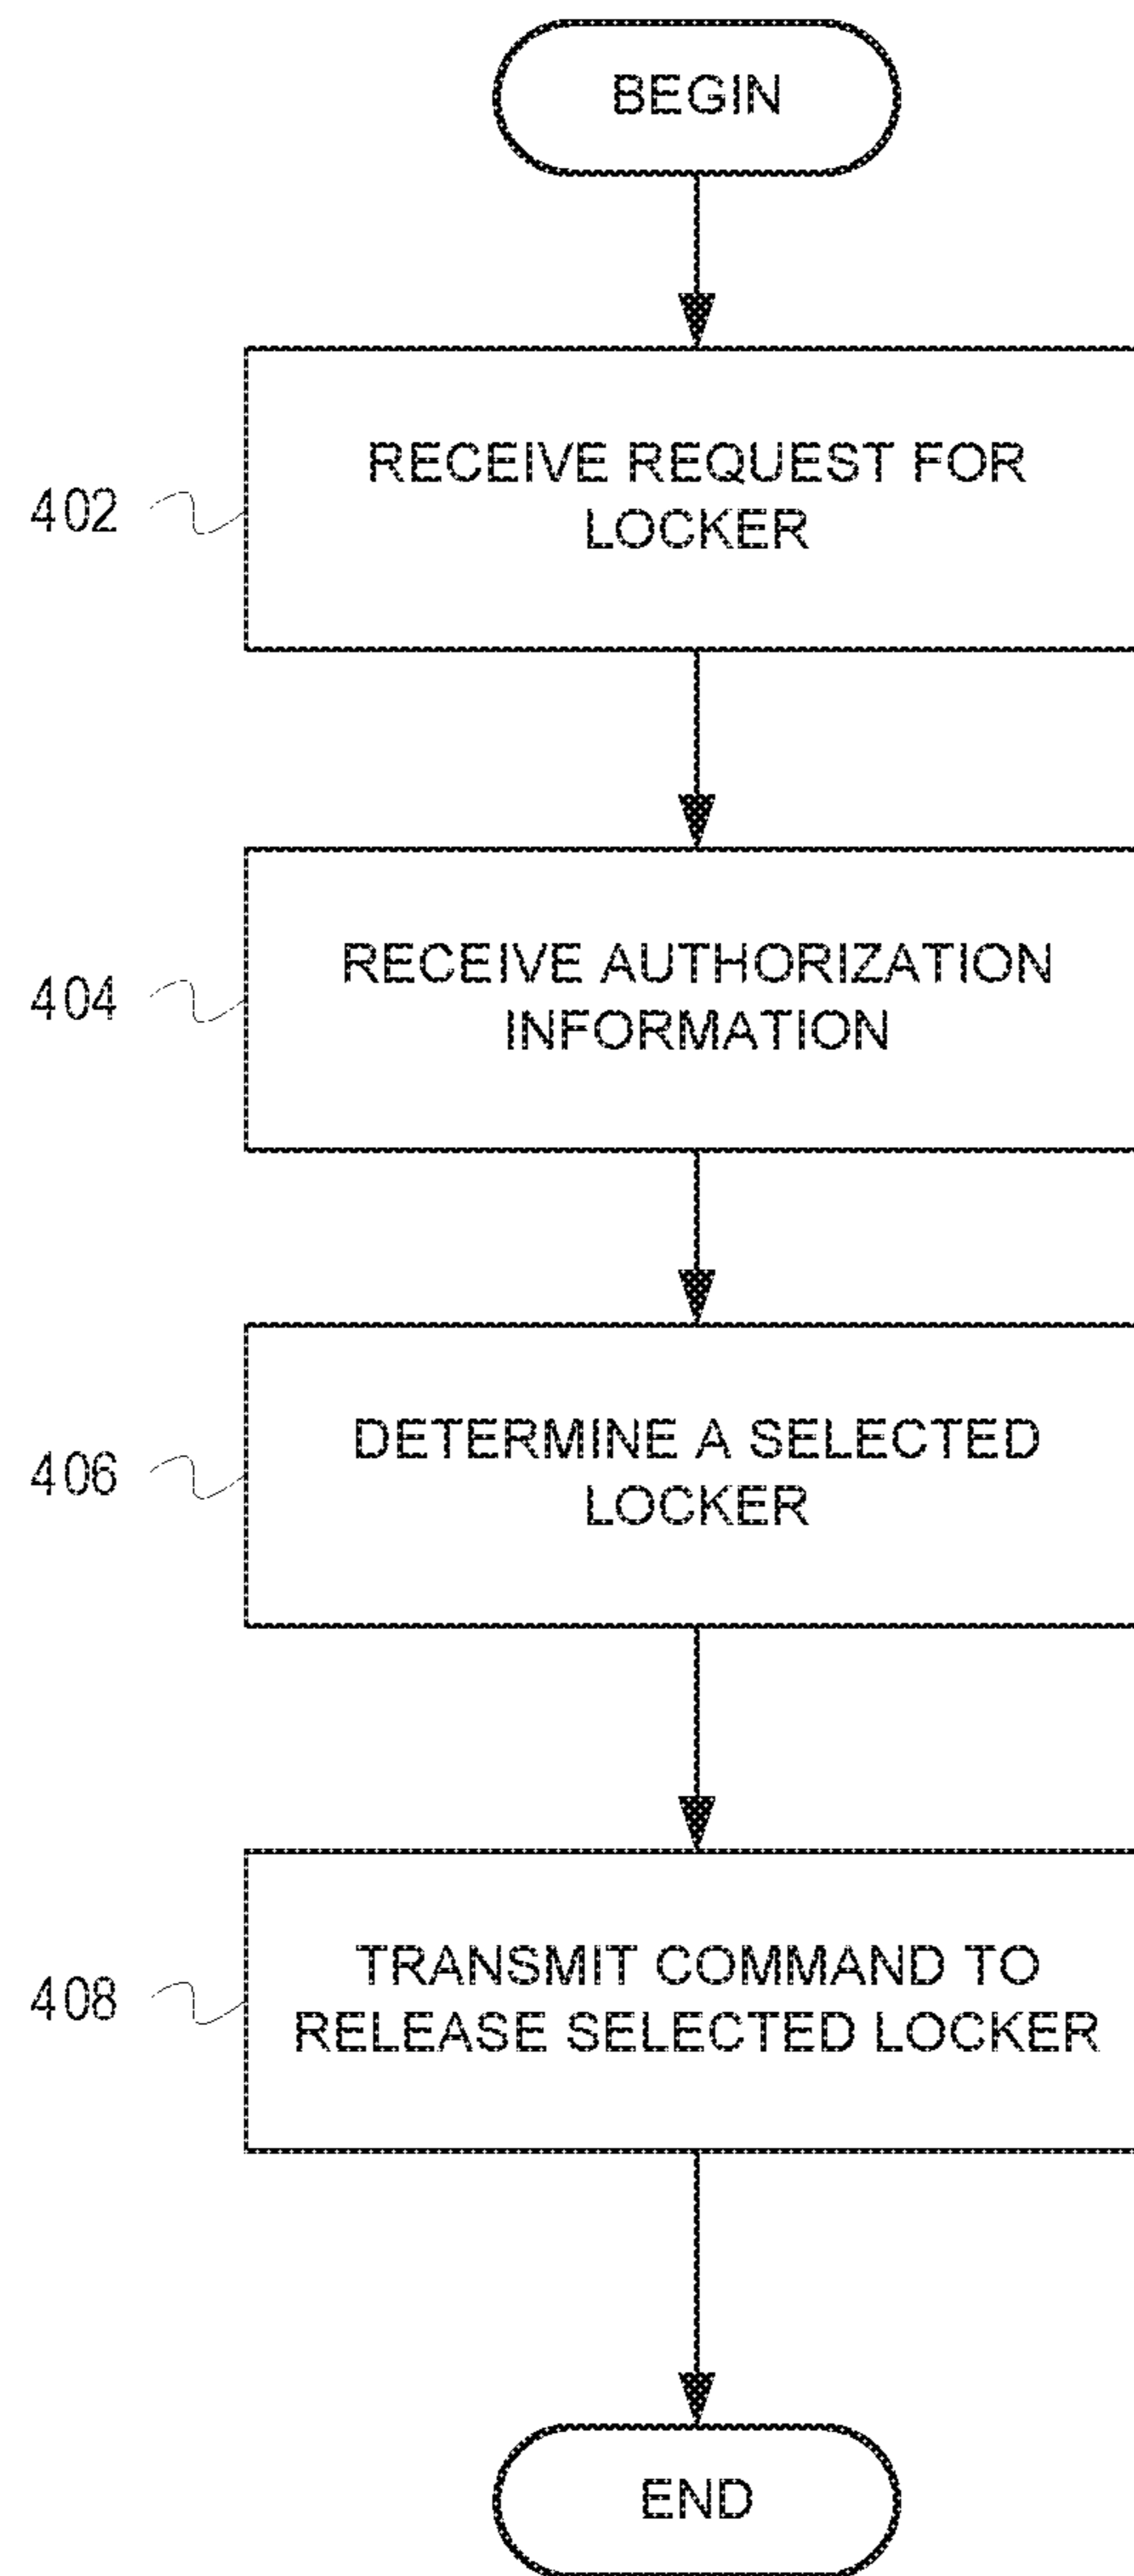 BEGIN
RECEIVE REQUEST FOR
LOCKER
402
RECEIVE AUTHORIZATION
INFORMATION
404
DETERMINE A SELECTED
LOCKER
406
TRANSMIT COMMAND TO
RELEASE SELECTED LOCKER
408
END